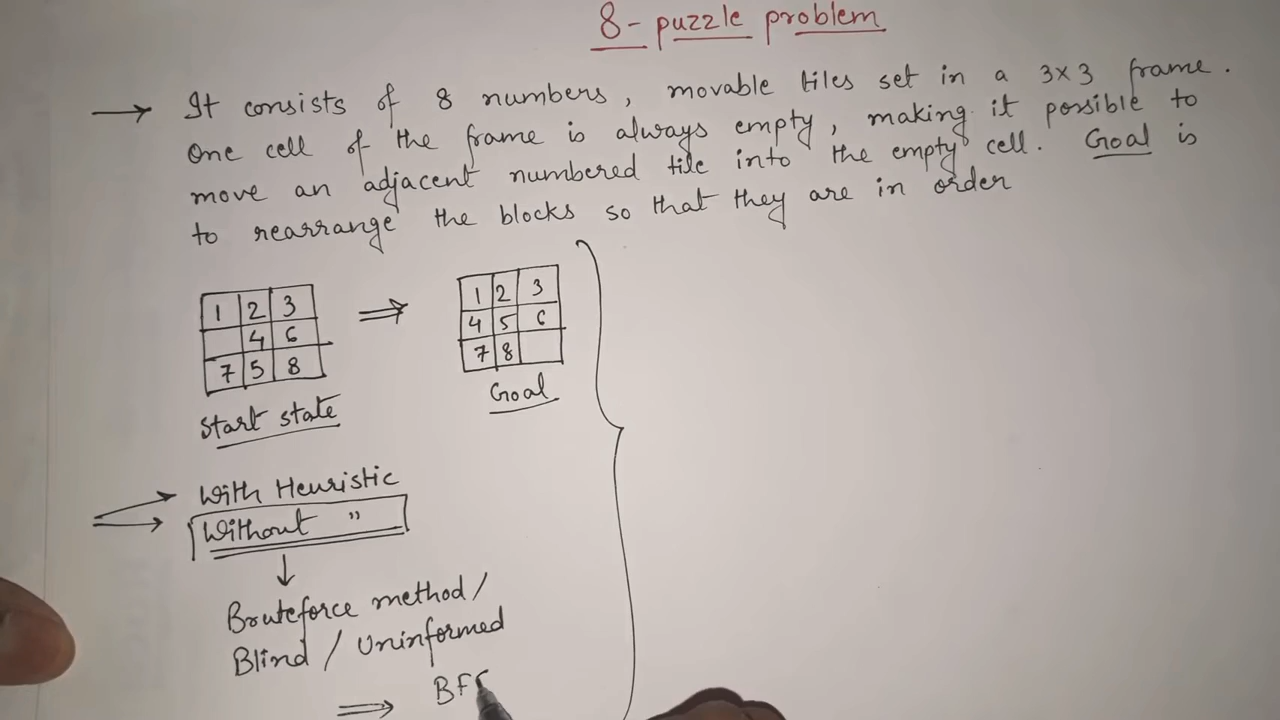 8-puzzle problem
→ It consists of 8 numbers, movable tiles set in a 3x3 frame.
One cell of the frame is always empty, making it possible to
move an adjacent numbered tile into the empty cell. Goal is
to rearrange the blocks so that they are in order
1 2 3
4 6
7 5 8
Start state
⇒
1 2 3
4 5 6
7 8
Goal
→ With Heuristic
→ Without "
↓
Bruteforce method /
Blind / Uninformed
⇒ BF